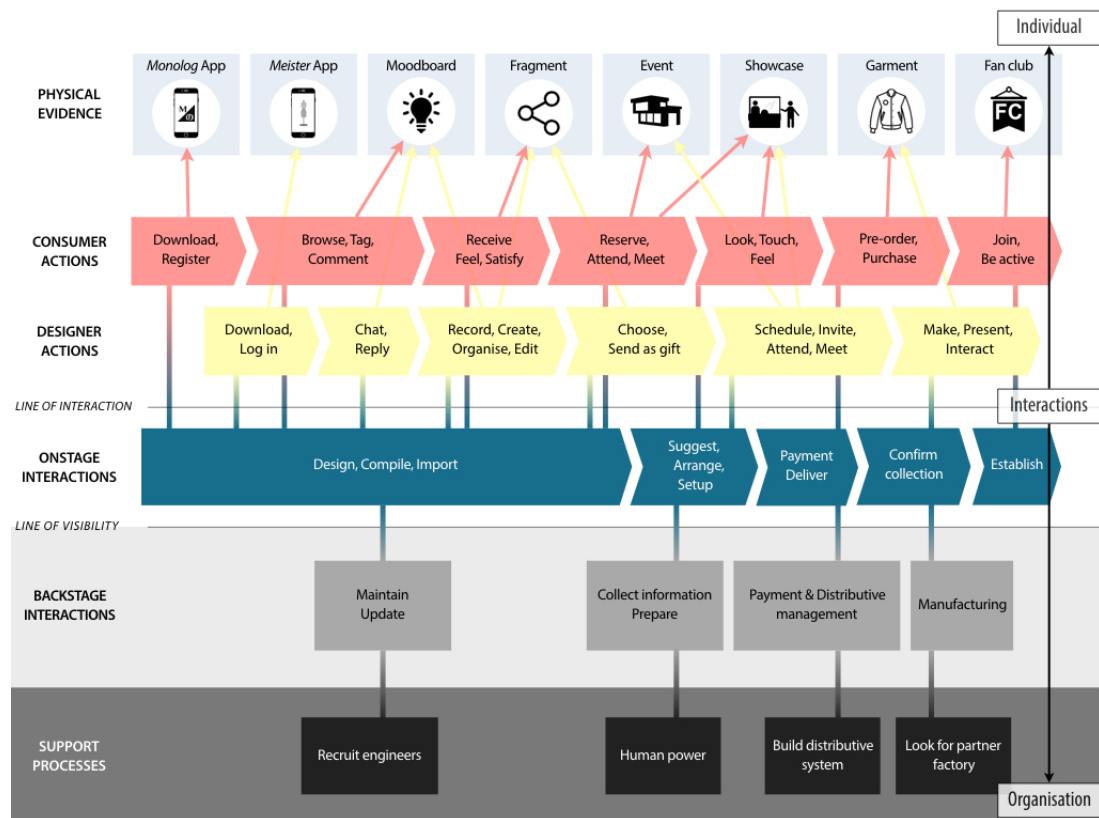 Individual
Monolog App
Meister App
Moodboard
Fragment
Event
Showcase
Garment
Fan club
PHYSICAL
EVIDENCE
M
FC
CONSUMER
ACTIONS
Download,
Register
Browse, Tag,
Comment
Receive
Feel, Satisfy
Reserve,
Attend, Meet
Look, Touch,
Feel
Pre-order,
Purchase
Join,
Be active
DESIGNER
ACTIONS
Download,
Log in
Chat,
Reply
Record, Create,
Organise, Edit
Choose,
Send as gift
Schedule, Invite,
Attend, Meet
Make, Present,
Interact
LINE OF INTERACTION
Interactions
ONSTAGE
INTERACTIONS
Design, Compile, Import
Suggest,
Arrange,
Setup
Payment
Deliver
Confirm
collection
Establish
LINE OF VISIBILITY
BACKSTAGE
INTERACTIONS
Maintain
Update
Collect information
Prepare
Payment & Distributive
management
Manufacturing
SUPPORT
PROCESSES
Recruit engineers
Human power
Build distributive
system
Look for partner
factory
Organisation